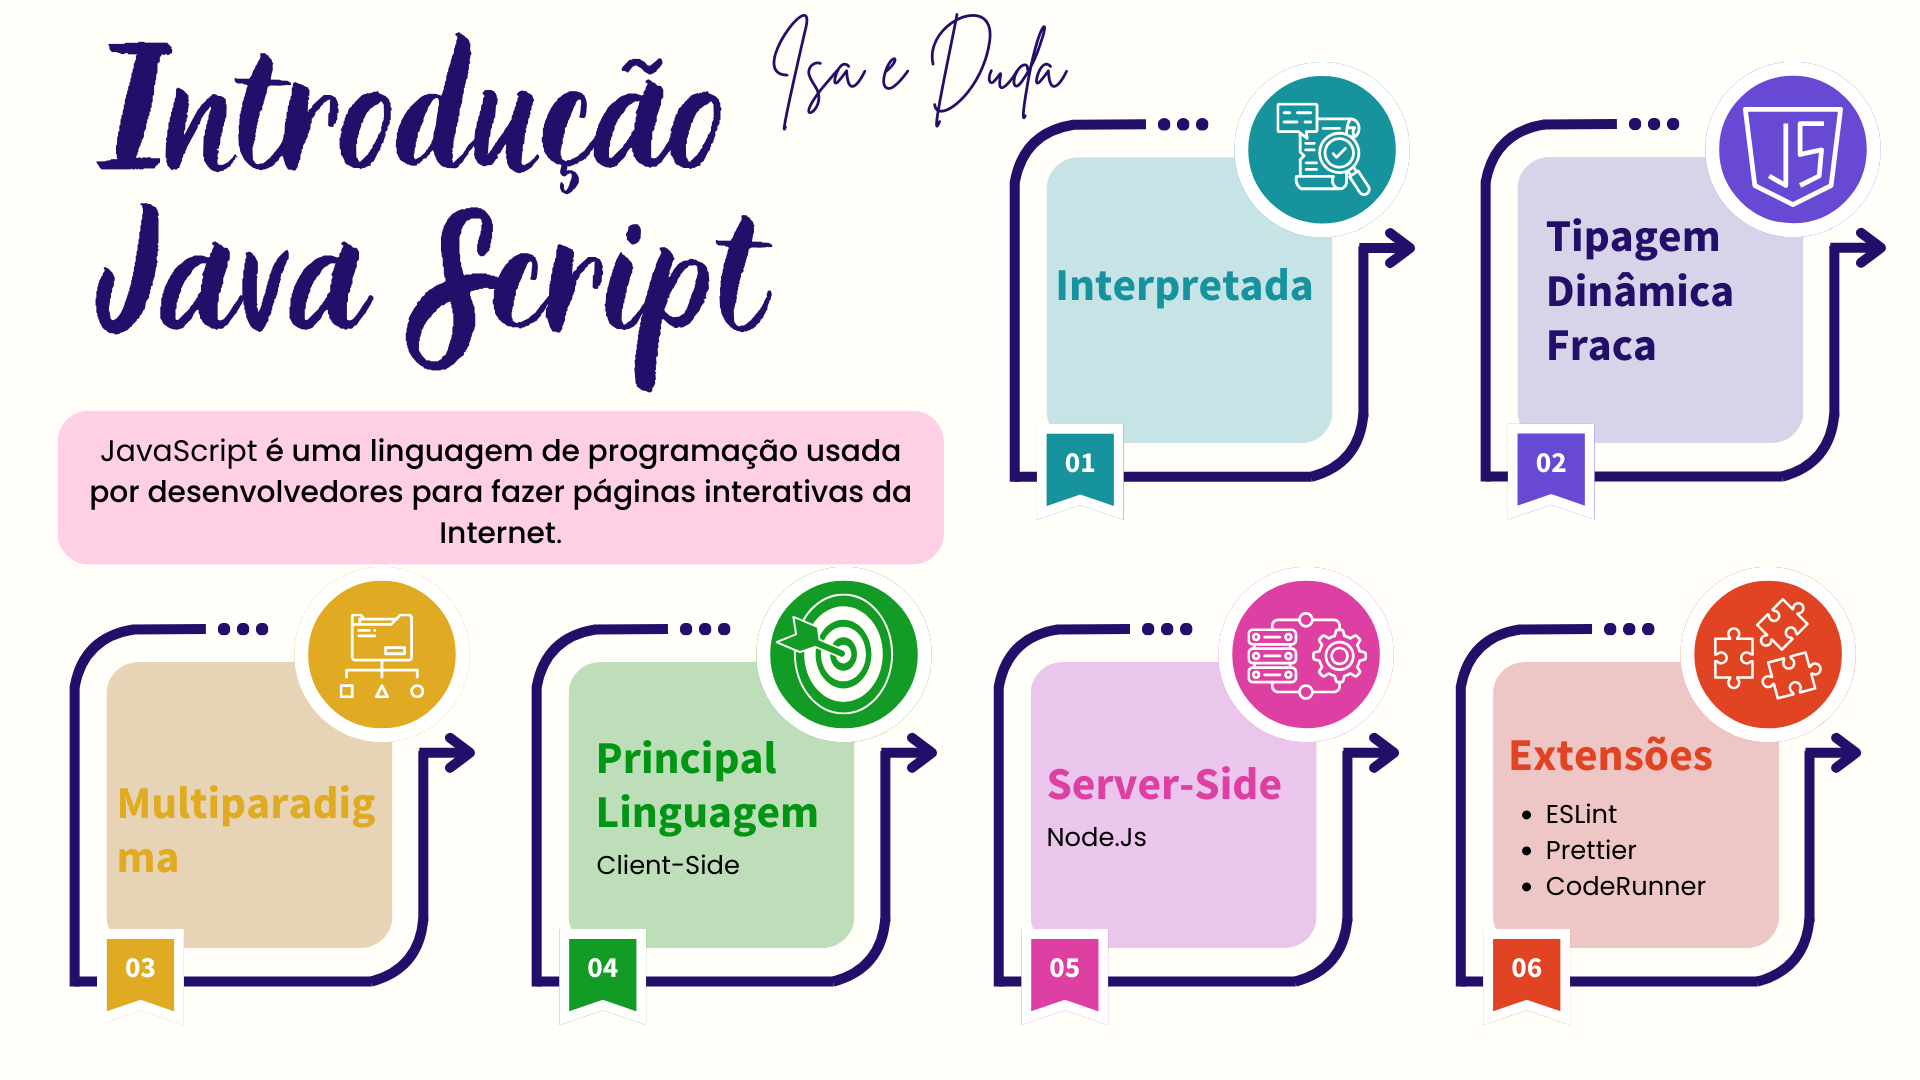 Introdução
Java Script
Isa e Duda
JavaScript é uma linguagem de programação usada
por desenvolvedores para fazer páginas interativas da
Internet.
Interpretada
01
JS
Tipagem
Dinâmica
Fraca
02
Multiparadig
ma
03
Principal
Linguagem
Client-Side
04
Server-Side
Node.Js
05
Extensões
• ESLint
• Prettier
• CodeRunner
06